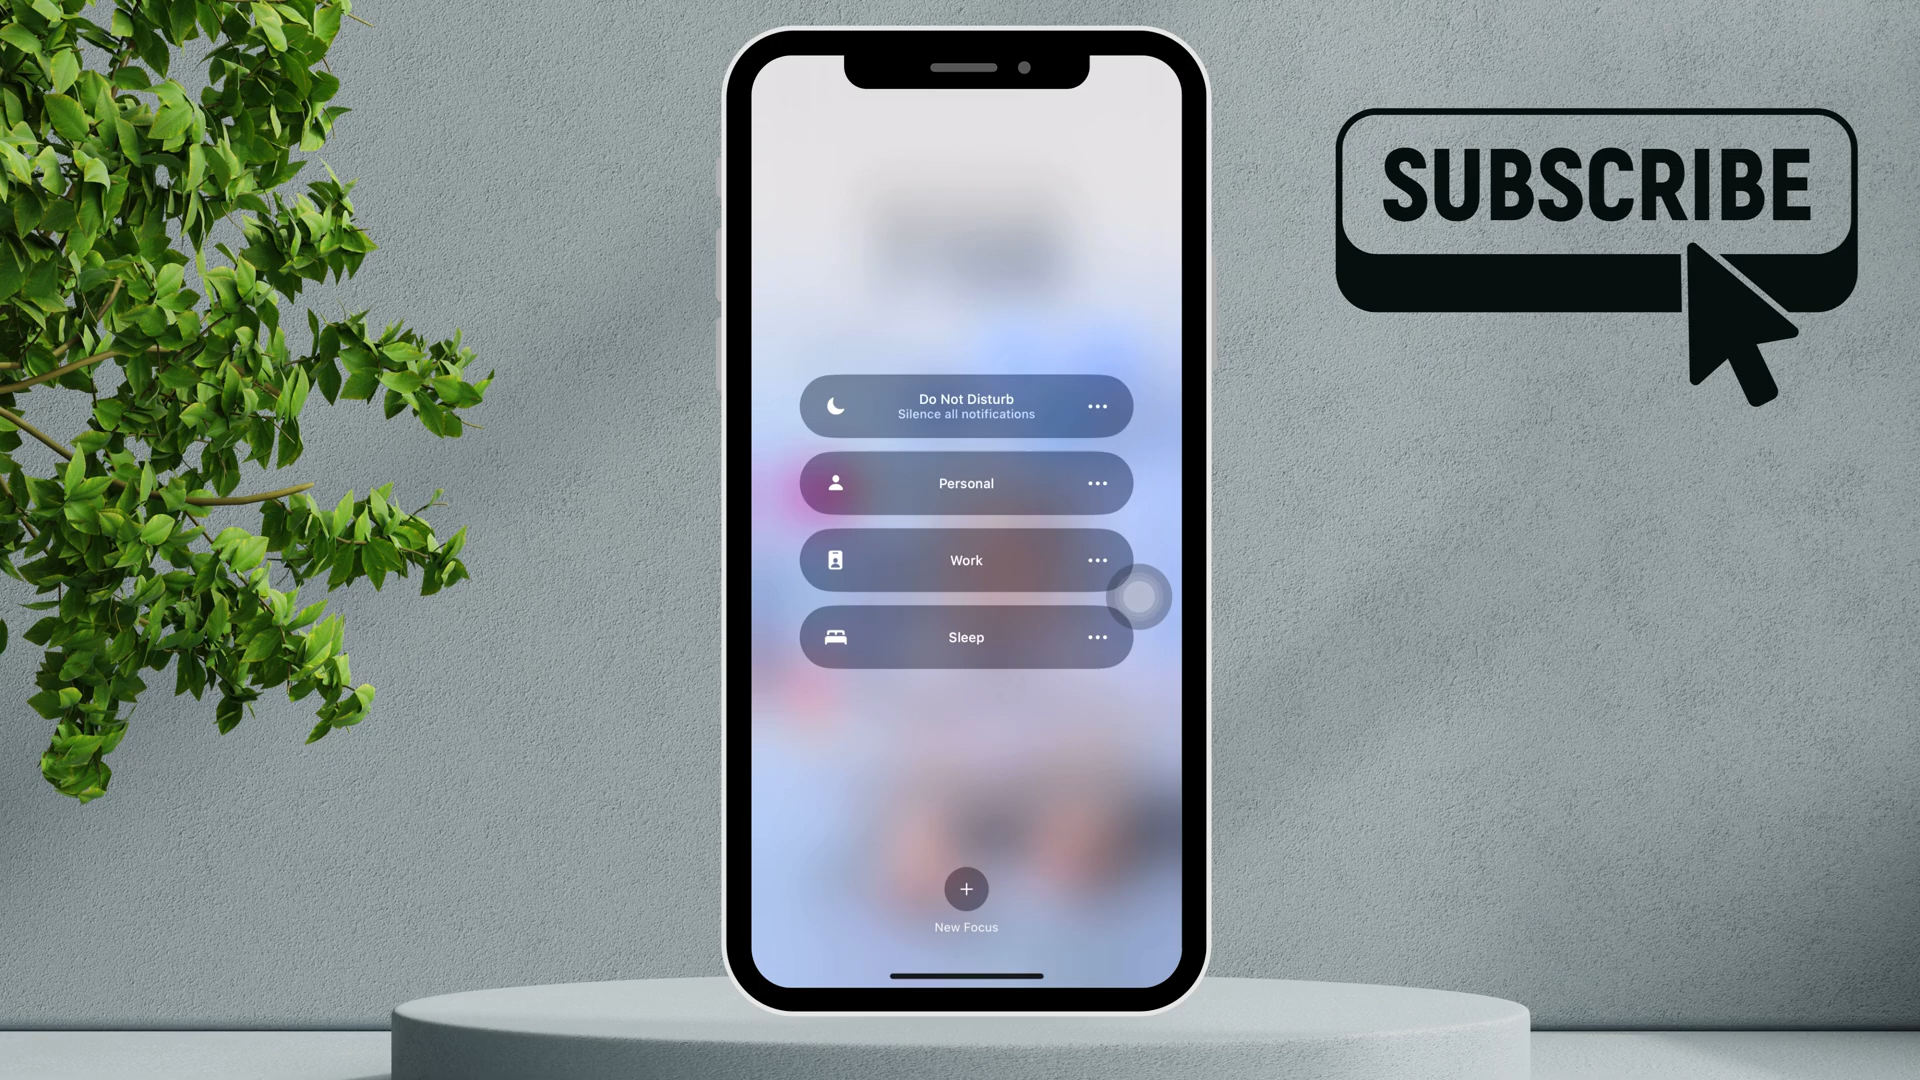 SUBSCRIBE
Do Not Disturb
Silence all notifications
Personal
Work
Sleep
New Focus